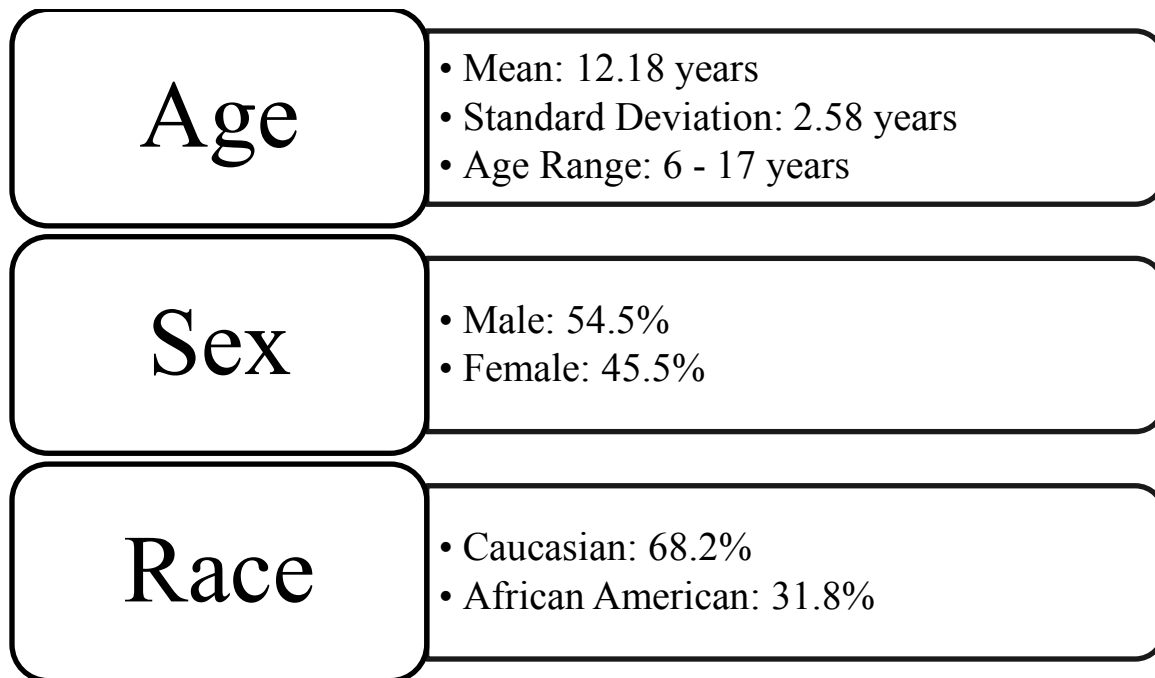 Age
• Mean: 12.18 years
• Standard Deviation: 2.58 years
• Age Range: 6 - 17 years
Sex
• Male: 54.5%
• Female: 45.5%
Race
• Caucasian: 68.2%
• African American: 31.8%